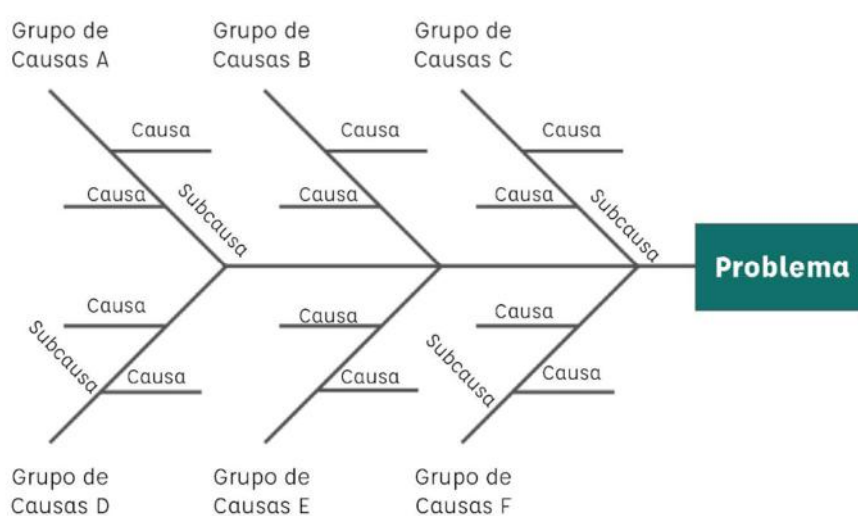 Grupo de
Causas A
Grupo de
Causas B
Grupo de
Causas C
Causa
Causa
Causa
Causa
Causa
Causa
Subcausa
Subcausa
Problema
Causa
Causa
Causa
Subcausa
Subcausa
Causa
Causa
Causa
Grupo de
Causas D
Grupo de
Causas E
Grupo de
Causas F